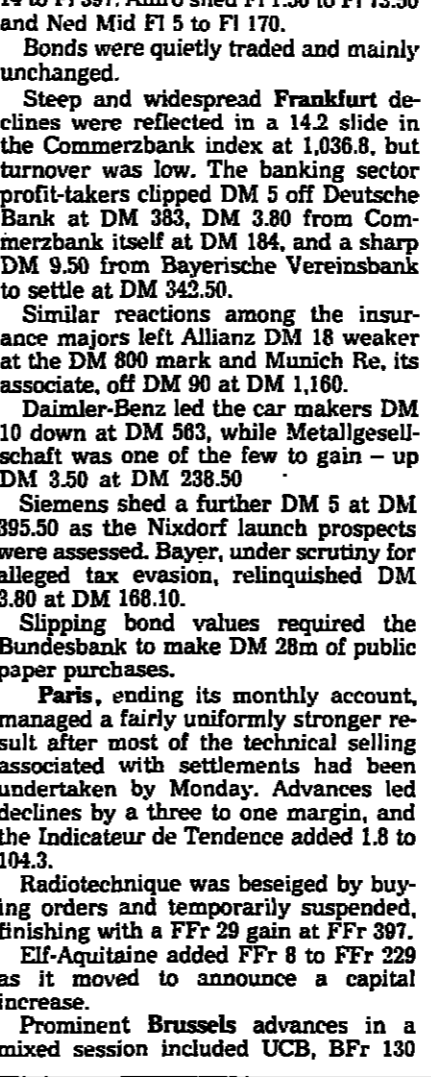 14 to Fl 397. Amro shed Fl 1.50 to Fl 73.50
and Ned Mid Fl 5 to Fl 170.
Bonds were quietly traded and mainly
unchanged.
Steep and widespread Frankfurt de-
clines were reflected in a 14.2 slide in
the Commerzbank index at 1,036.8, but
turnover was low. The banking sector
profit-takers clipped DM 5 off Deutsche
Bank at DM 383, DM 3.80 from Com-
merzbank itself at DM 184, and a sharp
DM 9.50 from Bayerische Vereinsbank
to settle at DM 342.50.
Similar reactions among the insur-
ance majors left Allianz DM 18 weaker
at the DM 800 mark and Munich Re, its
associate, off DM 90 at DM 1,160.
Daimler-Benz led the car makers DM
10 down at DM 563, while Metallgesell-
schaft was one of the few to gain – up
DM 3.50 at DM 238.50
Siemens shed a further DM 5 at DM
395.50 as the Nixdorf launch prospects
were assessed. Bayer, under scrutiny for
alleged tax evasion, relinquished DM
3.80 at DM 168.10.
Slipping bond values required the
Bundesbank to make DM 28m of public
paper purchases.
Paris, ending its monthly account,
managed a fairly uniformly stronger re-
sult after most of the technical selling
associated with settlements had been
undertaken by Monday. Advances led
declines by a three to one margin, and
the Indicateur de Tendence added 1.8 to
104.3.
Radiotechnique was beseiged by buy-
ing orders and temporarily suspended,
finishing with a FFr 29 gain at FFr 397.
Elf-Aquitaine added FFr 8 to FFr 229
as it moved to announce a capital
increase.
Prominent Brussels advances in a
mixed session included UCB, BFr 130